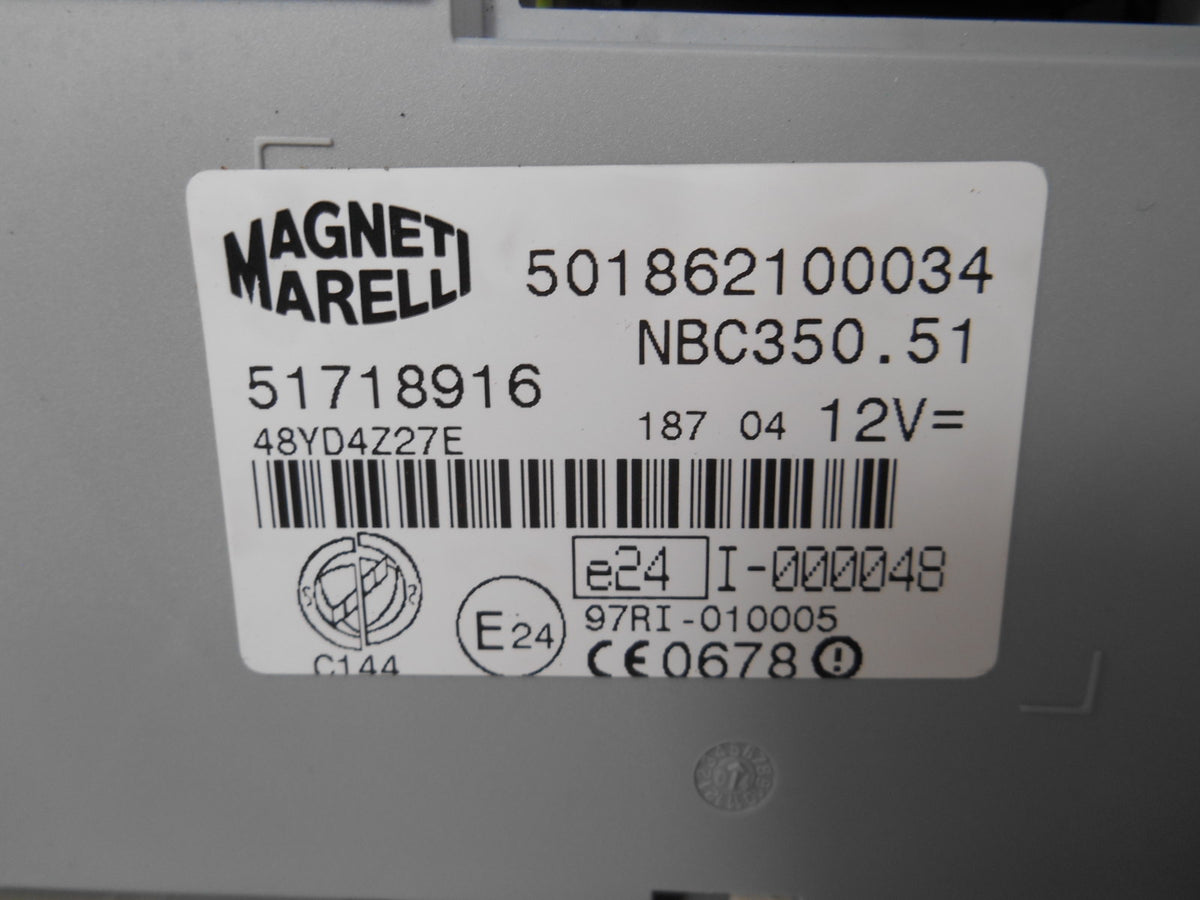 MAGNETI
MARELLI
501862100034
NBC350.51
51718916
187 04 12V=
48YD4Z27E
e24 I-000048
97RI-010005
E24
C144
CE0678